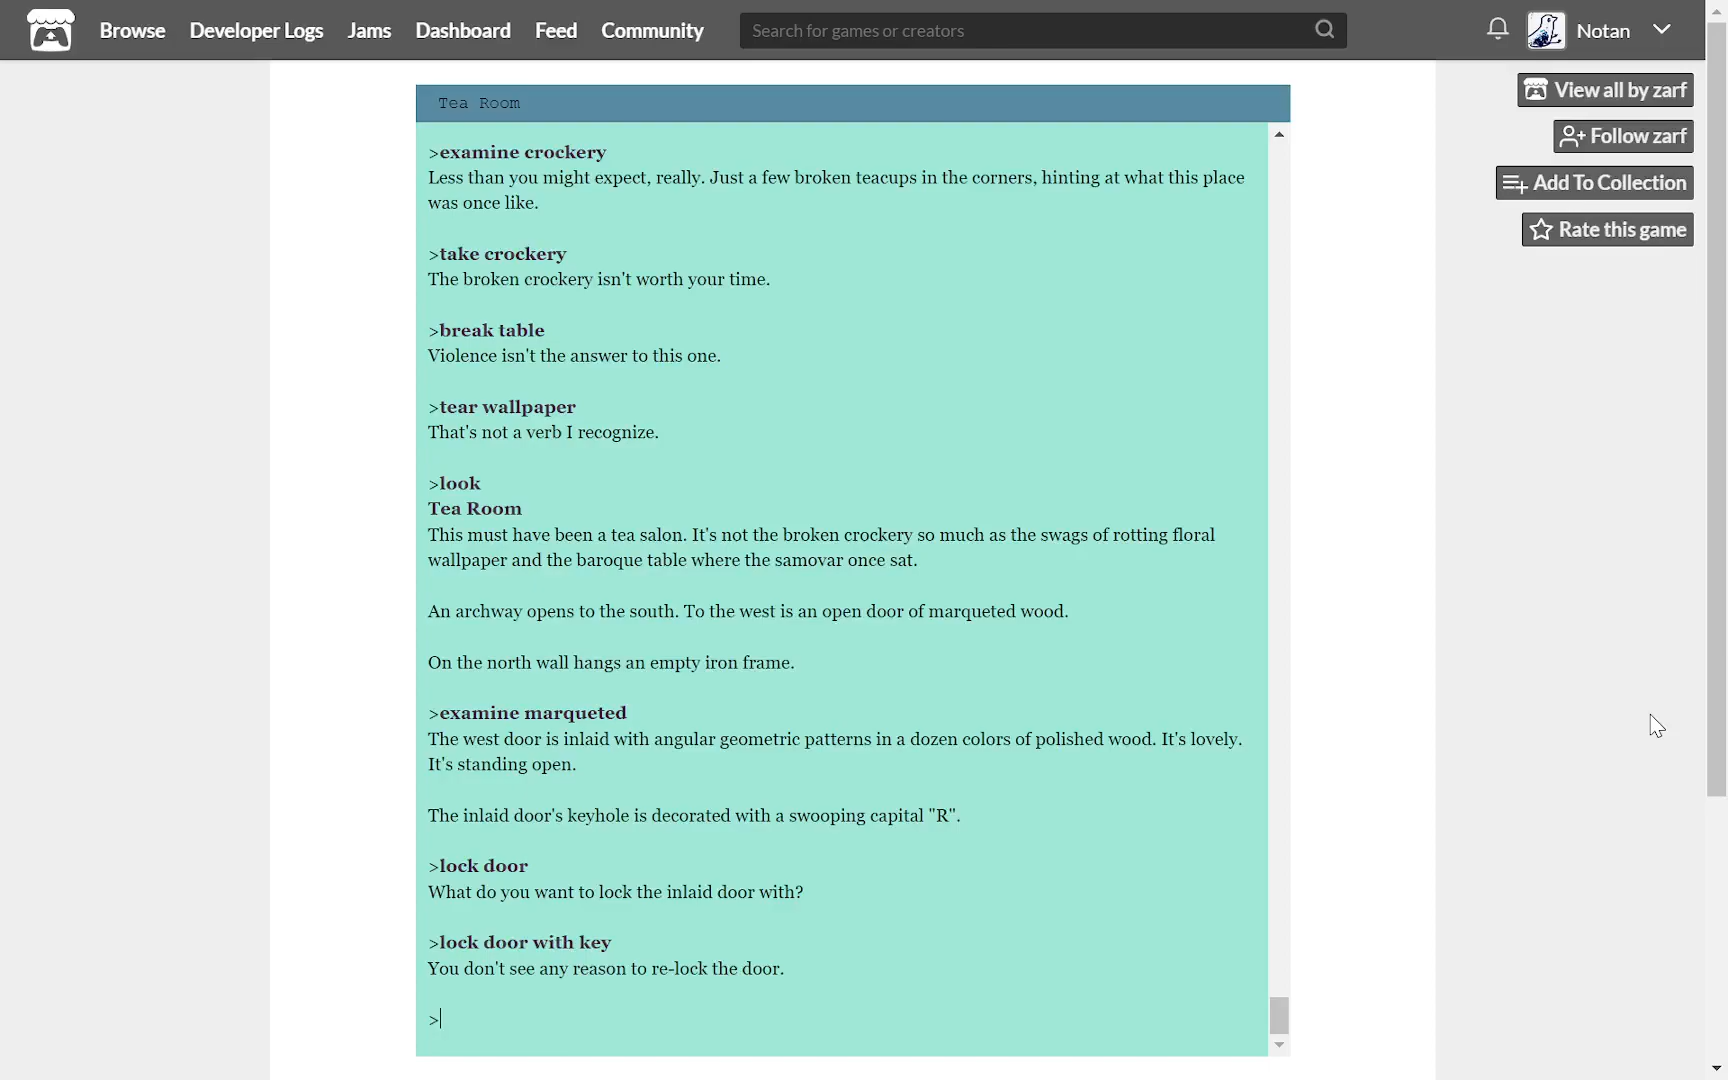 Browse Developer Logs Jams Dashboard Feed Community Search for games or creators Notan
View all by zarf
Follow zarf
Add To Collection
Rate this game
Tea Room
>examine crockery
Less than you might expect, really. Just a few broken teacups in the corners, hinting at what this place
was once like.
>take crockery
The broken crockery isn't worth your time.
>break table
Violence isn't the answer to this one.
>tear wallpaper
That's not a verb I recognize.
>look
Tea Room
This must have been a tea salon. It's not the broken crockery so much as the swags of rotting floral
wallpaper and the baroque table where the samovar once sat.
An archway opens to the south. To the west is an open door of marqueted wood.
On the north wall hangs an empty iron frame.
>examine marqueted
The west door is inlaid with angular geometric patterns in a dozen colors of polished wood. It's lovely.
It's standing open.
The inlaid door's keyhole is decorated with a swooping capital "R".
>lock door
What do you want to lock the inlaid door with?
>lock door with key
You don't see any reason to re-lock the door.
>